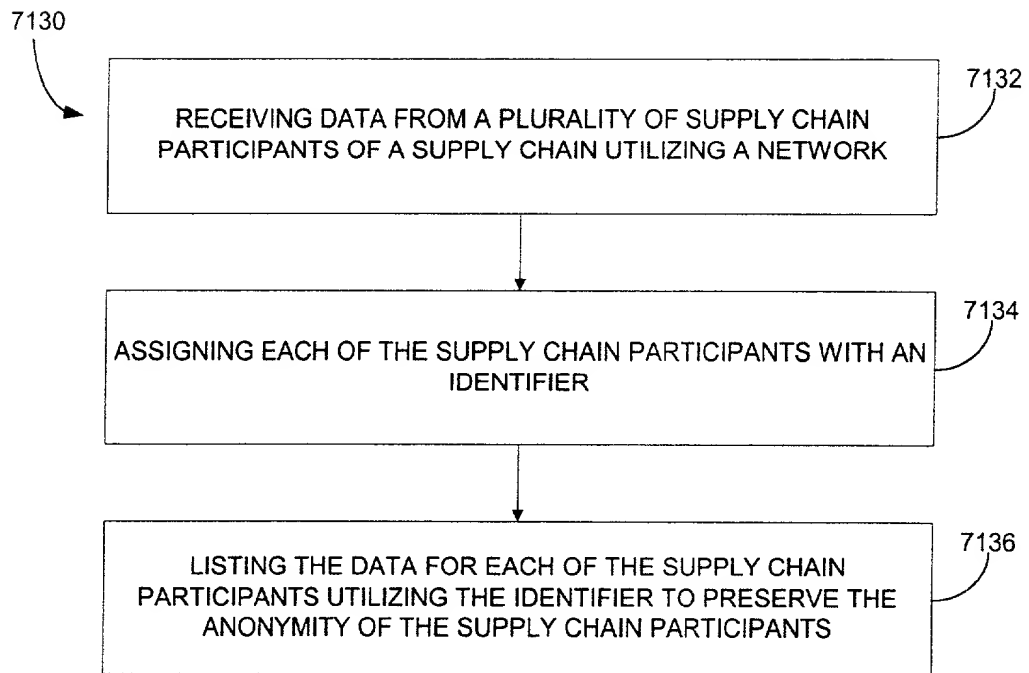 7130
7132
RECEIVING DATA FROM A PLURALITY OF SUPPLY CHAIN
PARTICIPANTS OF A SUPPLY CHAIN UTILIZING A NETWORK
7134
ASSIGNING EACH OF THE SUPPLY CHAIN PARTICIPANTS WITH AN
IDENTIFIER
7136
LISTING THE DATA FOR EACH OF THE SUPPLY CHAIN
PARTICIPANTS UTILIZING THE IDENTIFIER TO PRESERVE THE
ANONYMITY OF THE SUPPLY CHAIN PARTICIPANTS